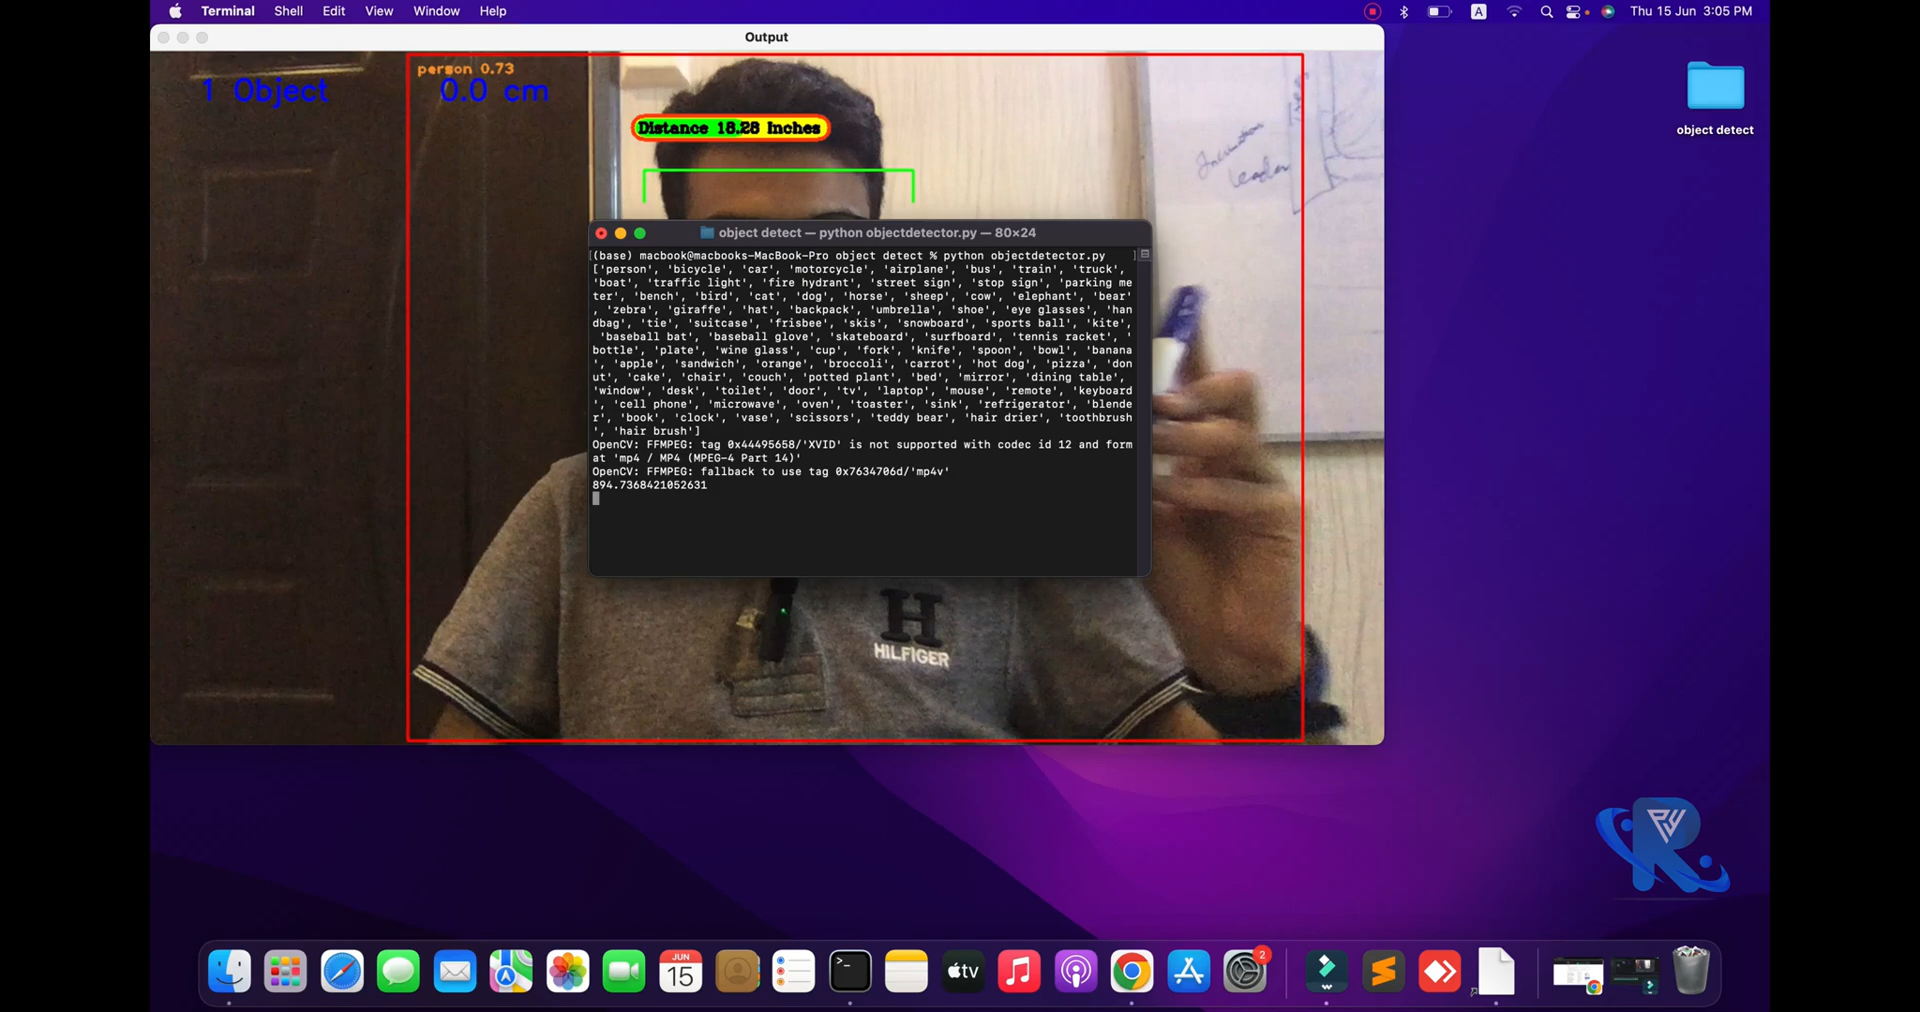 Terminal Shell Edit View Window Help
A
Thu 15 Jun 3:05 PM
Output
person 0.73
1 Object
0.0 cm
Distance 18.28 Inches
object detect
object detect — python objectdetector.py — 80×24
[(base) macbook@macbooks-MacBook-Pro object detect % python objectdetector.py ]
['person', 'bicycle', 'car', 'motorcycle', 'airplane', 'bus', 'train', 'truck',
'boat', 'traffic light', 'fire hydrant', 'street sign', 'stop sign', 'parking me
ter', 'bench', 'bird', 'cat', 'dog', 'horse', 'sheep', 'cow', 'elephant', 'bear'
, 'zebra', 'giraffe', 'hat', 'backpack', 'umbrella', 'shoe', 'eye glasses', 'han
dbag', 'tie', 'suitcase', 'frisbee', 'skis', 'snowboard', 'sports ball', 'kite',
'baseball bat', 'baseball glove', 'skateboard', 'surfboard', 'tennis racket', '
bottle', 'plate', 'wine glass', 'cup', 'fork', 'knife', 'spoon', 'bowl', 'banana
', 'apple', 'sandwich', 'orange', 'broccoli', 'carrot', 'hot dog', 'pizza', 'don
ut', 'cake', 'chair', 'couch', 'potted plant', 'bed', 'mirror', 'dining table',
'window', 'desk', 'toilet', 'door', 'tv', 'laptop', 'mouse', 'remote', 'keyboard
', 'cell phone', 'microwave', 'oven', 'toaster', 'sink', 'refrigerator', 'blende
r', 'book', 'clock', 'vase', 'scissors', 'teddy bear', 'hair drier', 'toothbrush
', 'hair brush']
OpenCV: FFMPEG: tag 0x44495658/'XVID' is not supported with codec id 12 and form
at 'mp4 / MP4 (MPEG-4 Part 14)'
OpenCV: FFMPEG: fallback to use tag 0x7634706d/'mp4v'
894.7368421052631
H
HILFIGER
JUN
15
tv
2